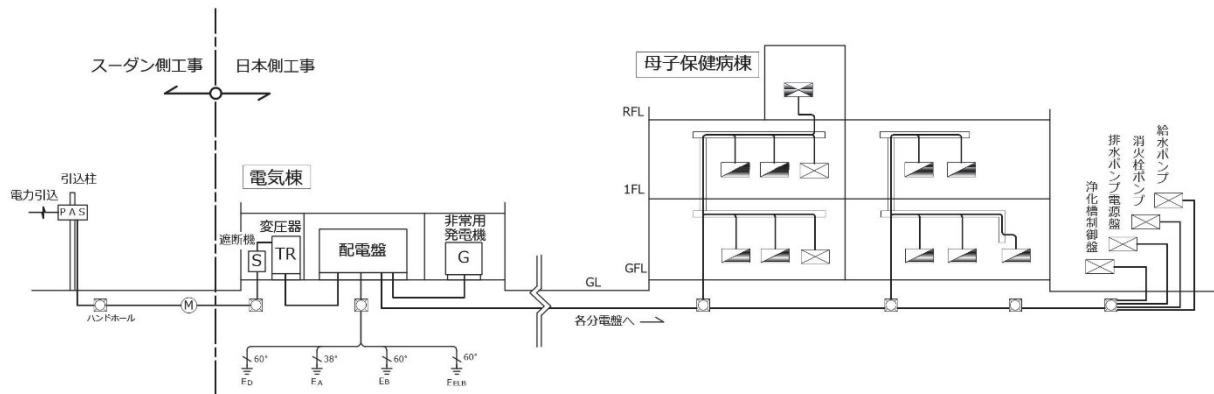 スーダン側工事
日本側工事
引込柱
電力引込
PAS
ハンドホール
M
電気棟
遮断機
S
変圧器
TR
配電盤
非常用
発電機
G
60°
38°
60°
60°
ED
EA
EB
EELB
GL
各分電盤へ
母子保健病棟
RFL
1FL
GFL
浄化槽制御盤
排水ポンプ電源盤
消火栓ポンプ
給水ポンプ